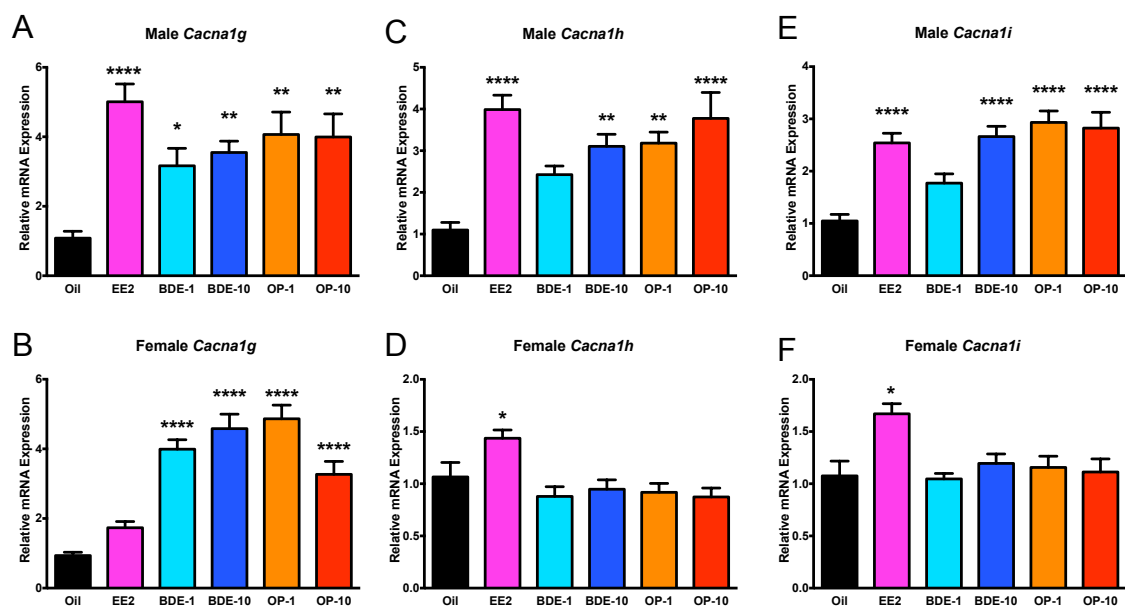 A
Male Cacna1g
Relative mRNA Expression
6
4
2
0
****
*
**
**
**
Oil EE2 BDE-1 BDE-10 OP-1 OP-10
C
Male Cacna1h
Relative mRNA Expression
5
4
3
2
1
0
****
**
**
****
Oil EE2 BDE-1 BDE-10 OP-1 OP-10
E
Male Cacna1i
Relative mRNA Expression
4
3
2
1
0
****
****
****
****
Oil EE2 BDE-1 BDE-10 OP-1 OP-10
B
Female Cacna1g
Relative mRNA Expression
6
4
2
0
****
****
****
****
Oil EE2 BDE-1 BDE-10 OP-1 OP-10
D
Female Cacna1h
Relative mRNA Expression
2.0
1.5
1.0
0.5
0.0
*
Oil EE2 BDE-1 BDE-10 OP-1 OP-10
F
Female Cacna1i
Relative mRNA Expression
2.0
1.5
1.0
0.5
0.0
*
Oil EE2 BDE-1 BDE-10 OP-1 OP-10